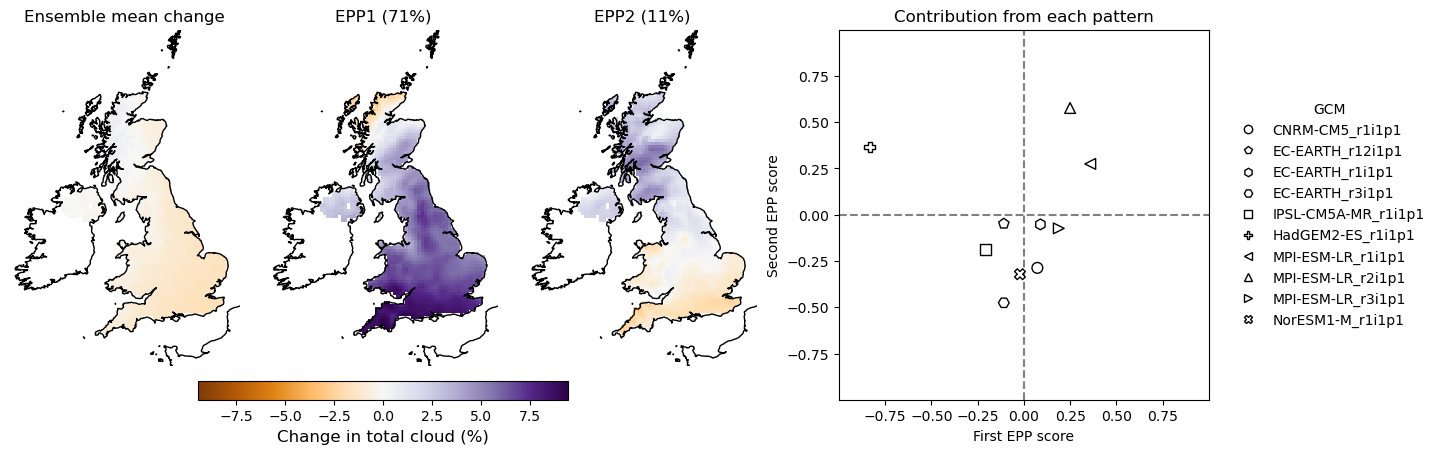 Ensemble mean change
EPP1 (71%)
EPP2 (11%)
Contribution from each pattern
−7.5 −5.0 −2.5 0.0 2.5 5.0 7.5
Change in total cloud (%)
Second EPP score
0.75
0.50
0.25
0.00
−0.25
−0.50
−0.75
−0.75 −0.50 −0.25 0.00 0.25 0.50 0.75
First EPP score
GCM
CNRM-CM5_r1i1p1
EC-EARTH_r12i1p1
EC-EARTH_r1i1p1
EC-EARTH_r3i1p1
IPSL-CM5A-MR_r1i1p1
HadGEM2-ES_r1i1p1
MPI-ESM-LR_r1i1p1
MPI-ESM-LR_r2i1p1
MPI-ESM-LR_r3i1p1
NorESM1-M_r1i1p1